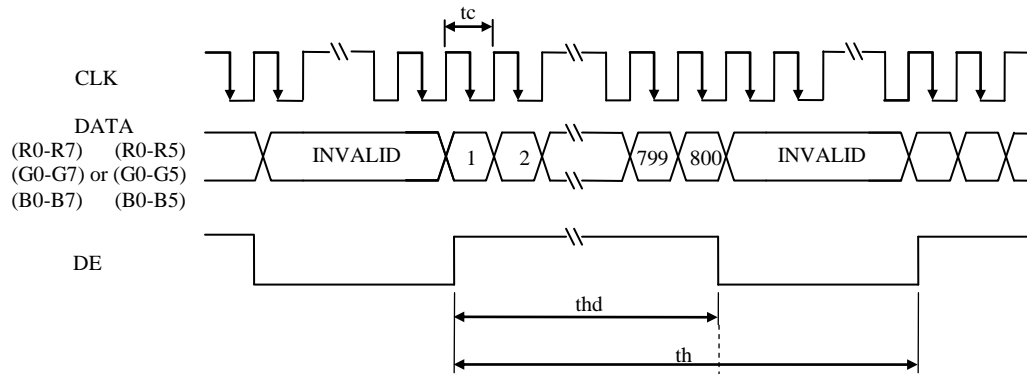 tc
CLK
DATA
(R0-R7) (R0-R5)
(G0-G7) or (G0-G5)
(B0-B7) (B0-B5)
INVALID 1 2 799 800 INVALID
DE
thd
th